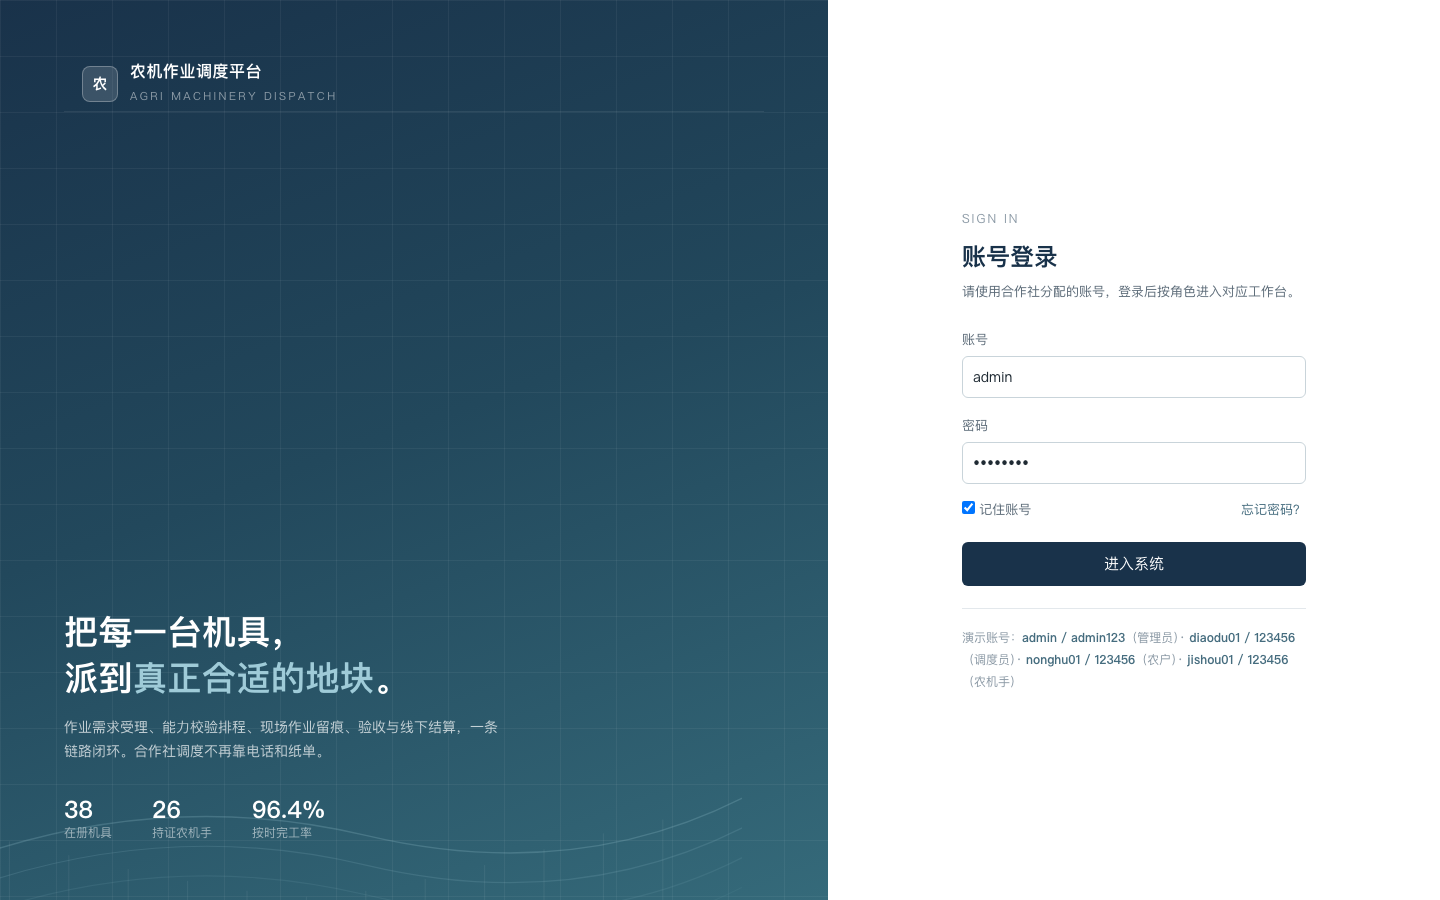 农
农机作业调度平台
AGRI MACHINERY DISPATCH
把每一台机具，
派到真正合适的地块。
作业需求受理、能力校验排程、现场作业留痕、验收与线下结算，一条
链路闭环。合作社调度不再靠电话和纸单。
38
在册机具
26
持证农机手
96.4%
按时完工率
SIGN IN
账号登录
请使用合作社分配的账号，登录后按角色进入对应工作台。
账号
admin
密码
••••••••
记住账号
忘记密码?
进入系统
演示账号：admin / admin123（管理员）· diaodu01 / 123456
（调度员）· nonghu01 / 123456（农户）· jishou01 / 123456
（农机手）